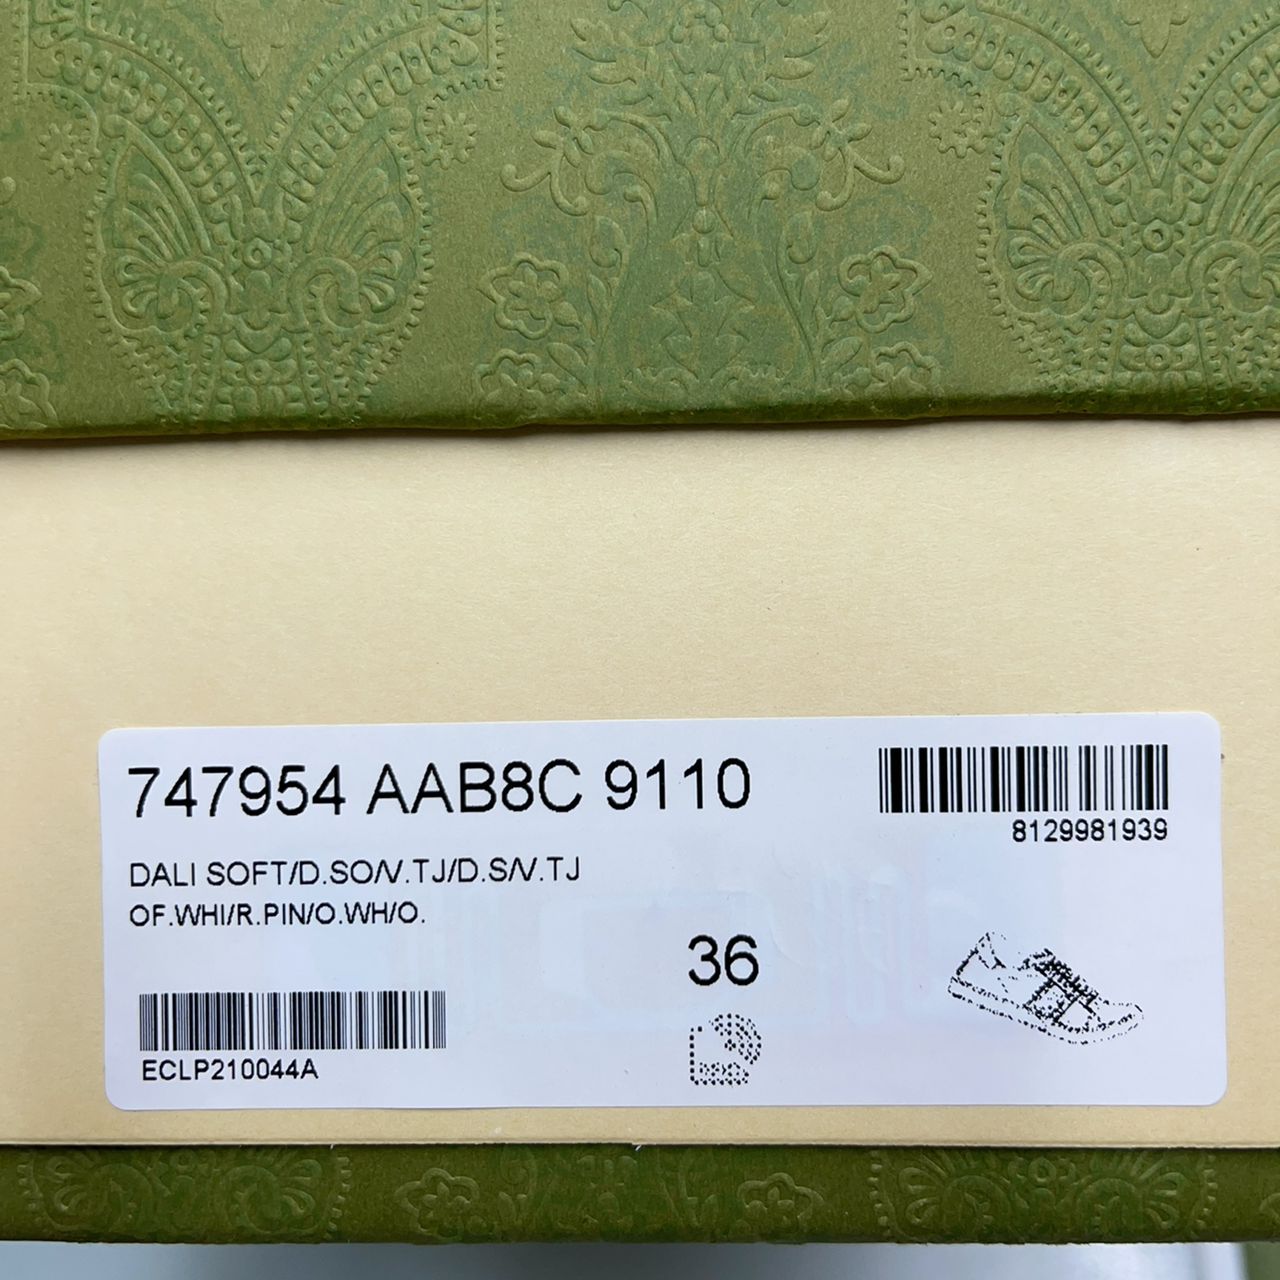 747954 AAB8C 9110
8129981939
DALI SOFT/D.SO/V.TJ/D.S/V.TJ
OF.WHI/R.PIN/O.WH/O.
36
ECLP210044A